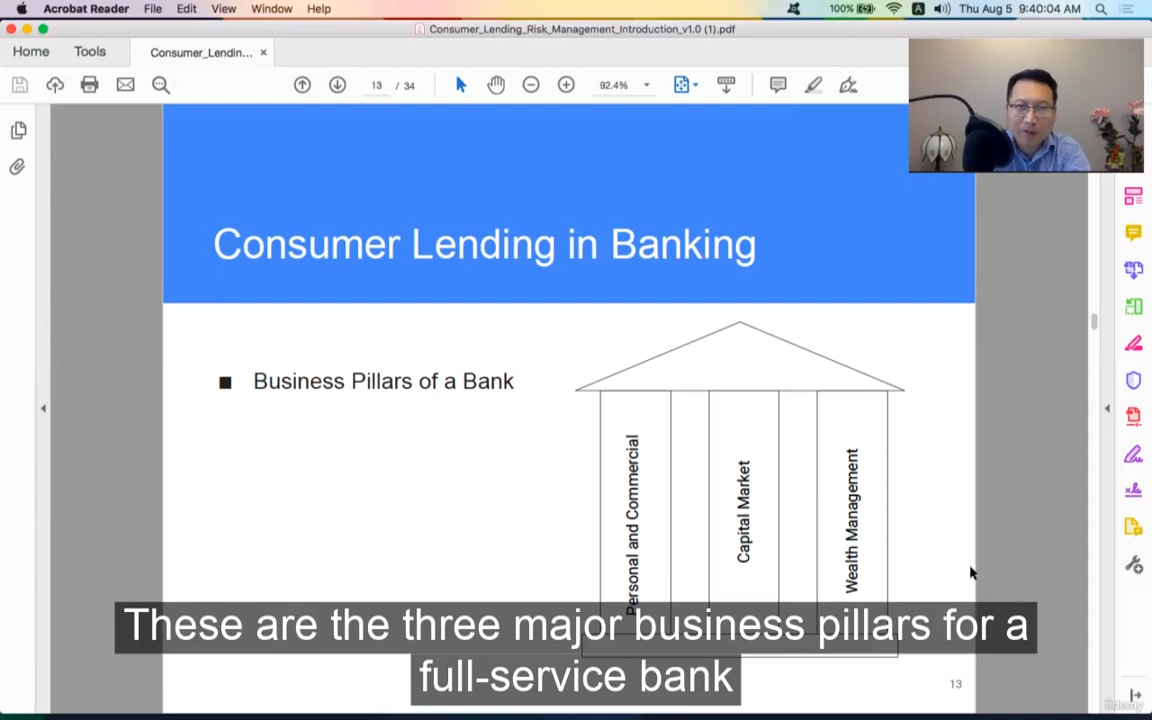 Acrobat Reader File Edit View Window Help 100% A Thu Aug 5 9:40:04 AM
Consumer_Lending_Risk_Management_Introduction_v1.0 (1).pdf
Home Tools Consumer_Lendin... ×
13 / 34 92.4%
Consumer Lending in Banking
■ Business Pillars of a Bank
Personal and Commercial
Capital Market
Wealth Management
These are the three major business pillars for a
full-service bank
13
Udemy